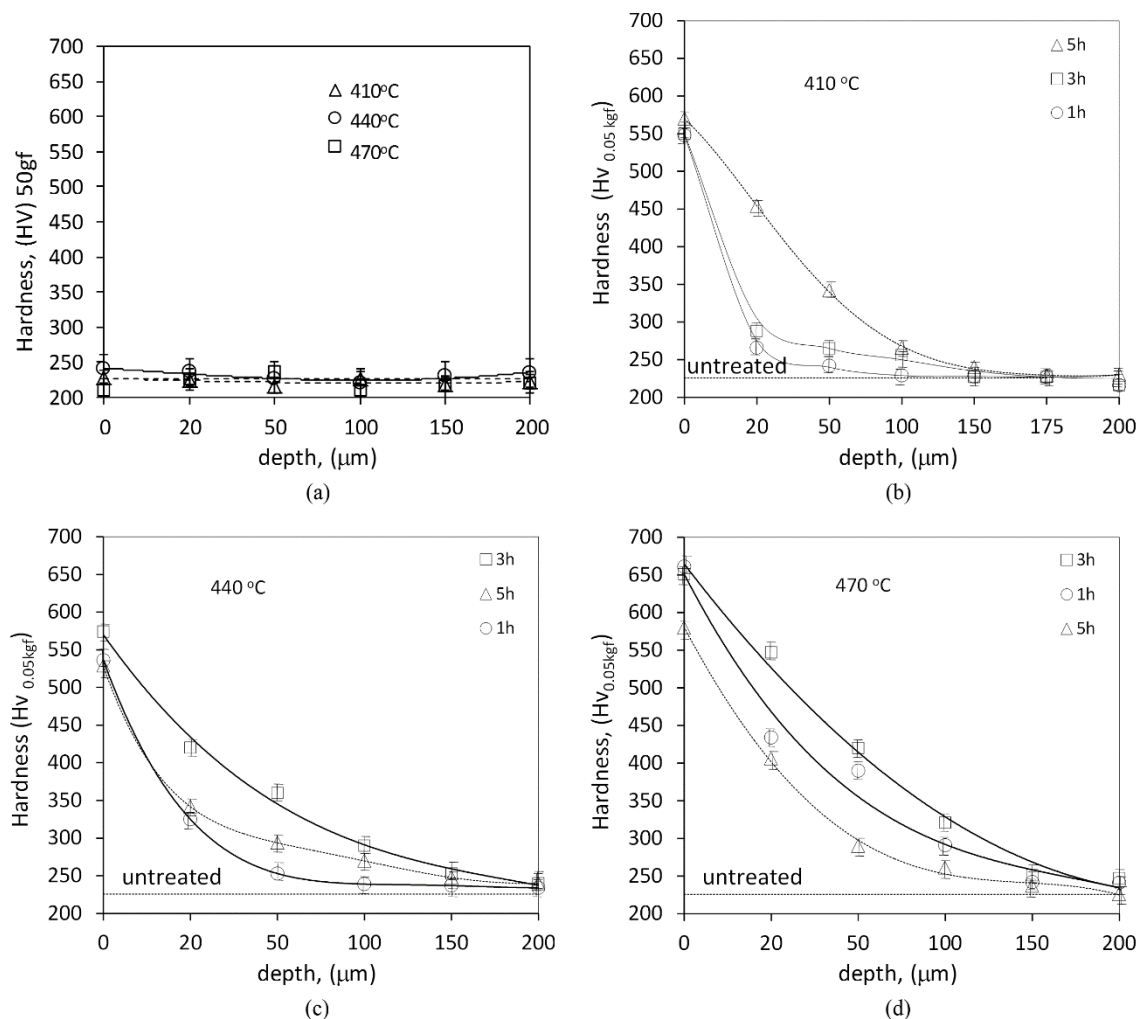 700
650
600
550
500
450
400
350
300
250
200
Hardness, (HV) 50gf
410°C
440°C
470°C
0 20 50 100 150 200
depth, (μm)
(a)
700
650
600
550
500
450
400
350
300
250
200
Hardness (Hv 0.05 kgf)
410 °C
5h
3h
1h
untreated
0 20 50 100 150 175 200
depth, (μm)
(b)
700
650
600
550
500
450
400
350
300
250
200
Hardness (Hv0.05kgf)
440 °C
3h
5h
1h
untreated
0 20 50 100 150 200
depth, (μm)
(c)
700
650
600
550
500
450
400
350
300
250
200
Hardness, (Hv0.05kgf)
470 °C
3h
1h
5h
untreated
0 20 50 100 150 200
depth, (μm)
(d)